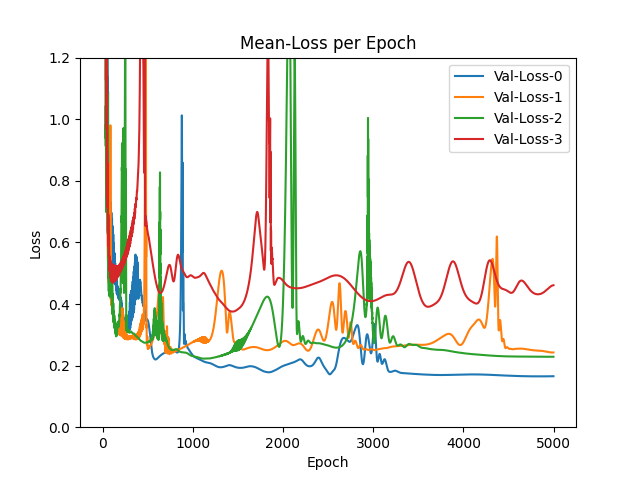 Mean-Loss per Epoch
Val-Loss-0
Val-Loss-1
Val-Loss-2
Val-Loss-3
Loss
1.2
1.0
0.8
0.6
0.4
0.2
0.0
0 1000 2000 3000 4000 5000
Epoch